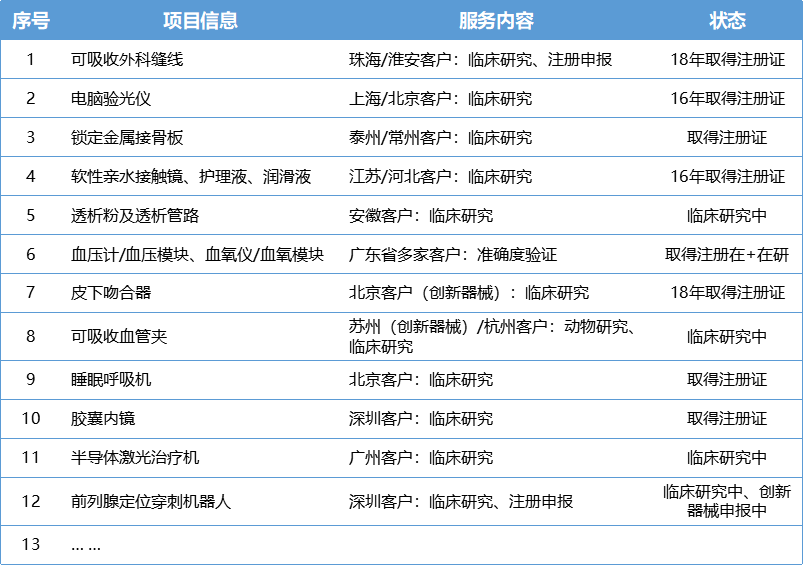 序号 项目信息 服务内容 状态
1 可吸收外科缝线 珠海/淮安客户：临床研究、注册申报 18年取得注册证
2 电脑验光仪 上海/北京客户：临床研究 16年取得注册证
3 锁定金属接骨板 泰州/常州客户：临床研究 取得注册证
4 软性亲水接触镜、护理液、润滑液 江苏/河北客户：临床研究 16年取得注册证
5 透析粉及透析管路 安徽客户：临床研究 临床研究中
6 血压计/血压模块、血氧仪/血氧模块 广东省多家客户：准确度验证 取得注册在+在研
7 皮下吻合器 北京客户（创新器械）：临床研究 18年取得注册证
8 可吸收血管夹 苏州（创新器械）/杭州客户：动物研究、
临床研究 临床研究中
9 睡眠呼吸机 北京客户：临床研究 取得注册证
10 胶囊内镜 深圳客户：临床研究 取得注册证
11 半导体激光治疗机 广州客户：临床研究 临床研究中
12 前列腺定位穿刺机器人 深圳客户：临床研究、注册申报 临床研究中、创新
器械申报中
13 ... ...